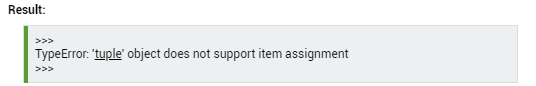 Result:
>>>
TypeError: 'tuple' object does not support item assignment
>>>